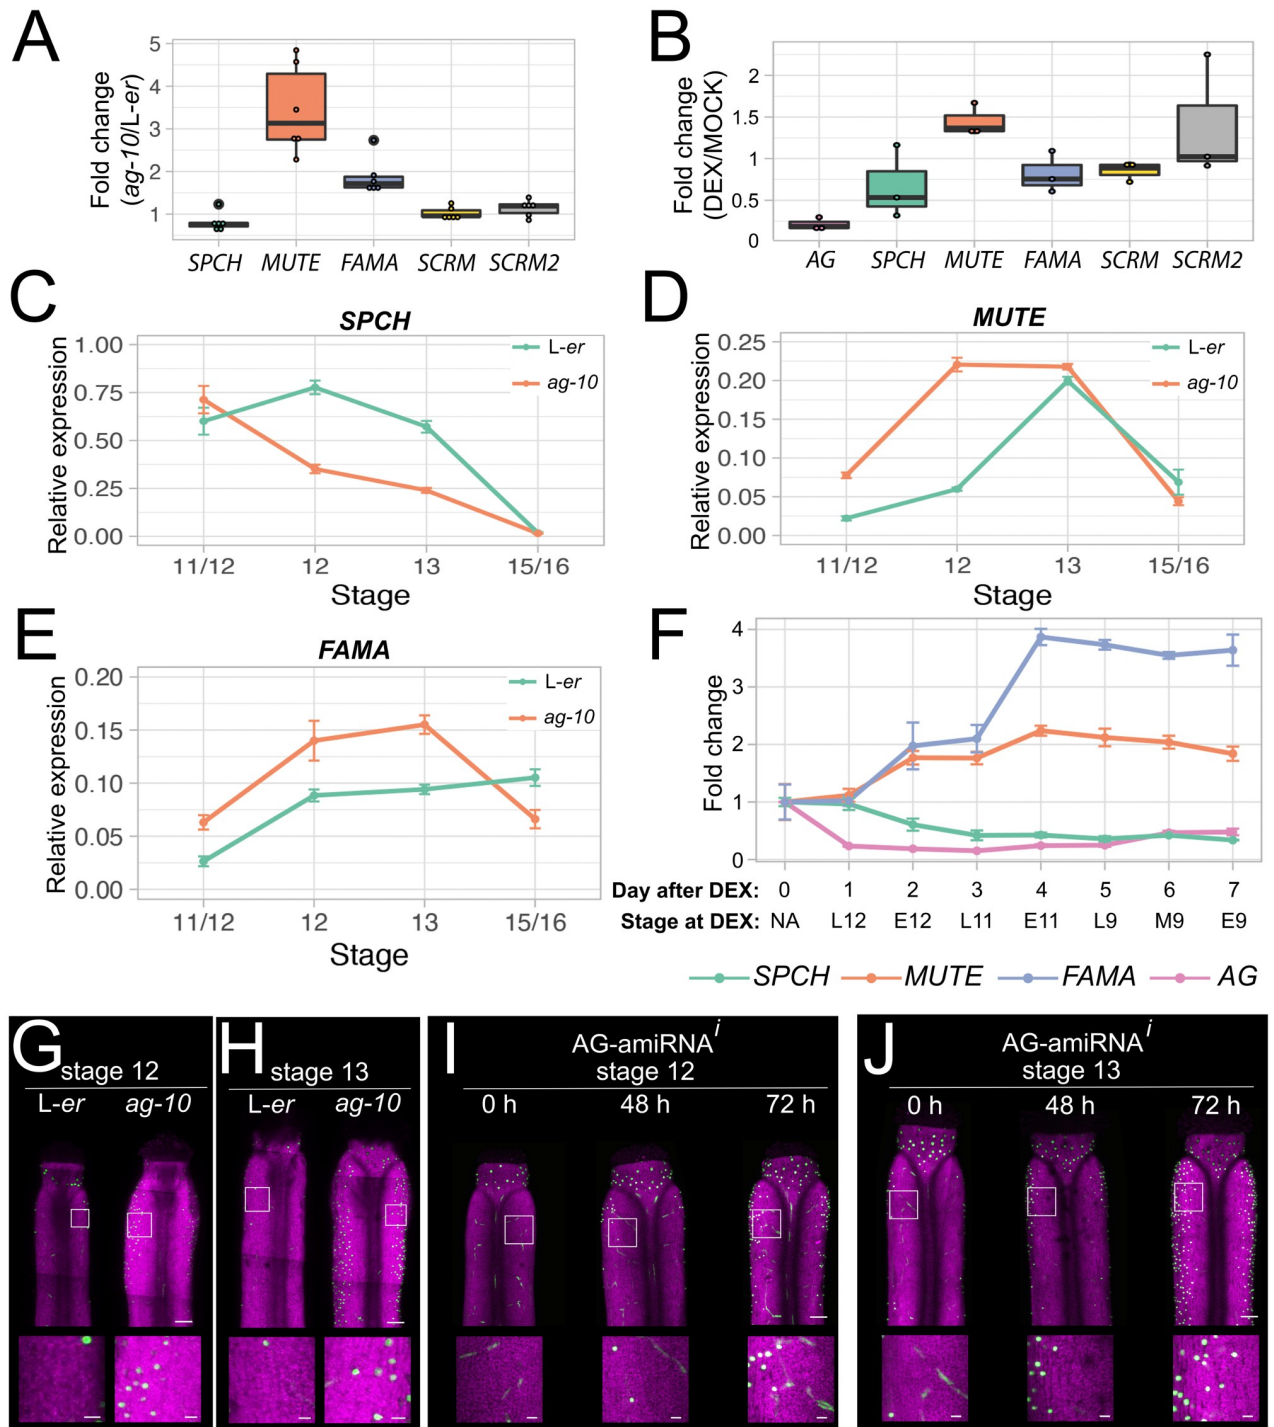 A
Fold change
(ag-10/L-er)
5
4
3
2
1
SPCH MUTE FAMA SCRM SCRM2
B
Fold change
(DEX/MOCK)
2
1.5
1
0.5
0
AG SPCH MUTE FAMA SCRM SCRM2
C
SPCH
Relative expression
1.00
0.75
0.50
0.25
0.00
L-er
ag-10
11/12 12 13 15/16
Stage
D
MUTE
Relative expression
0.25
0.20
0.15
0.10
0.05
0.00
L-er
ag-10
11/12 12 13 15/16
Stage
E
FAMA
Relative expression
0.20
0.15
0.10
0.05
0.00
L-er
ag-10
11/12 12 13 15/16
Stage
F
Fold change
4
3
2
1
0
Day after DEX: 0 1 2 3 4 5 6 7
Stage at DEX: NA L12 E12 L11 E11 L9 M9 E9
SPCH MUTE FAMA AG
G
stage 12
L-er ag-10
H
stage 13
L-er ag-10
I
AG-amiRNAⁱ
stage 12
0 h 48 h 72 h
J
AG-amiRNAⁱ
stage 13
0 h 48 h 72 h